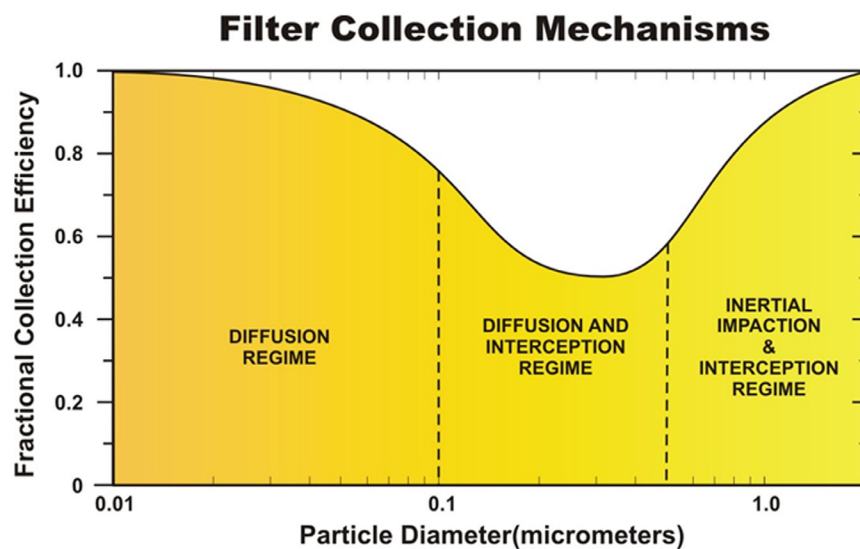 Filter Collection Mechanisms
Fractional Collection Efficiency
1.0
0.8
0.6
0.4
0.2
0
DIFFUSION
REGIME
DIFFUSION AND
INTERCEPTION
REGIME
INERTIAL
IMPACTION
&
INTERCEPTION
REGIME
0.01
0.1
1.0
Particle Diameter(micrometers)